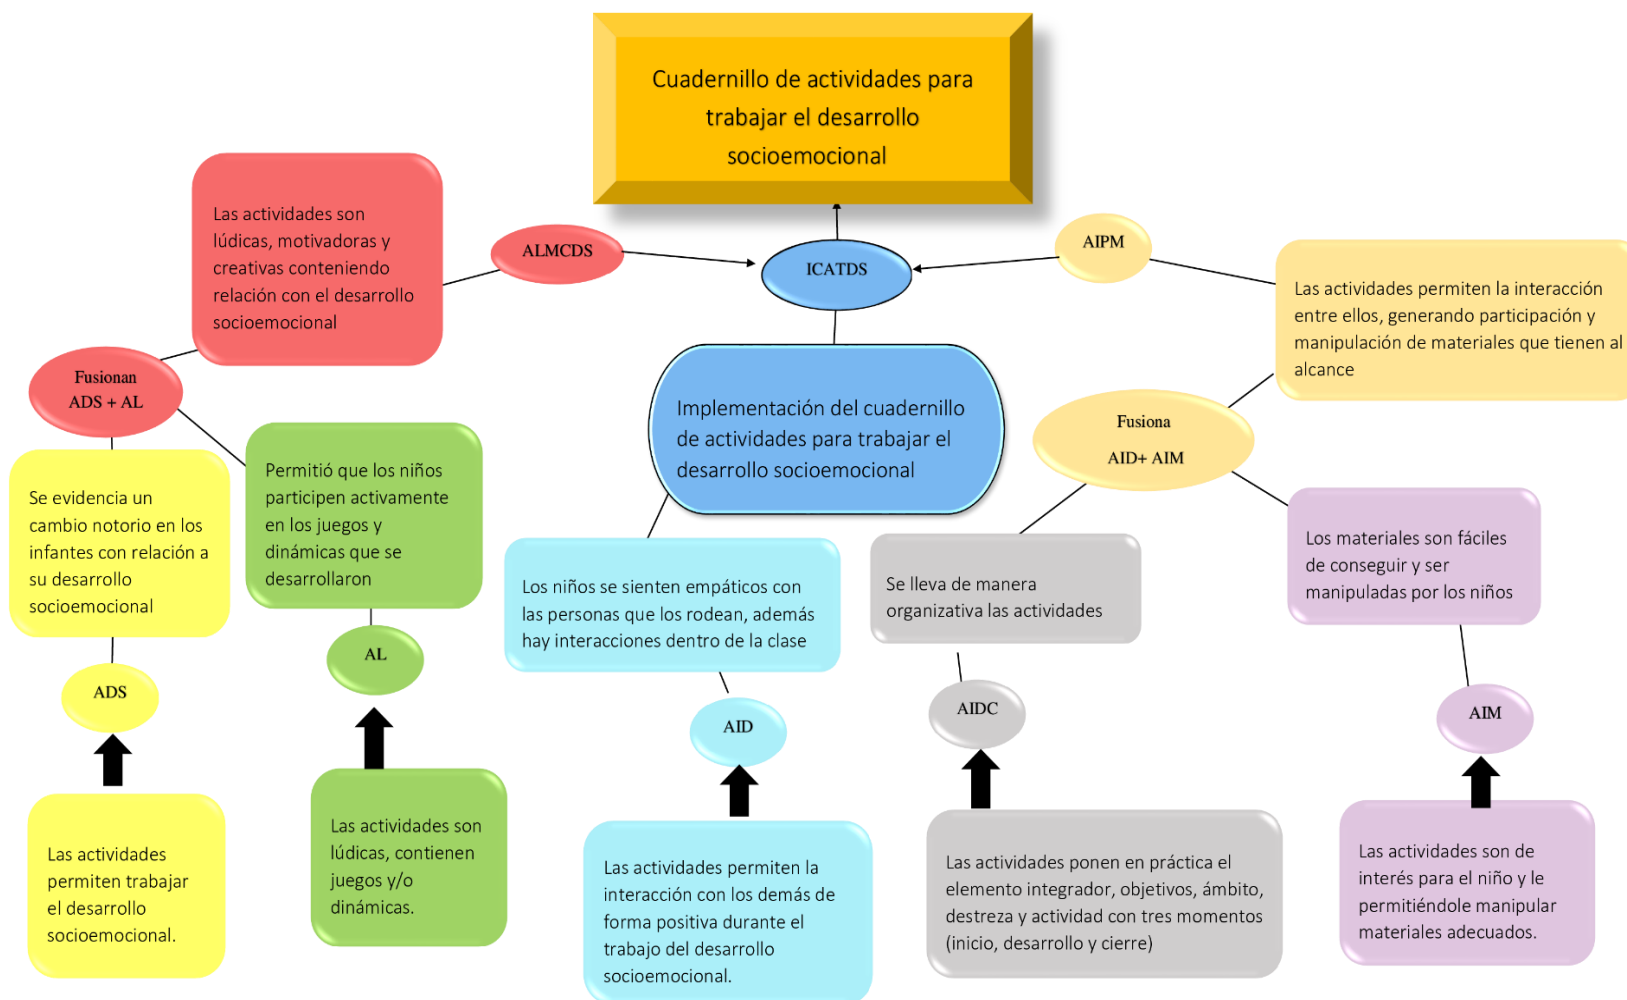 Cuadernillo de actividades para
trabajar el desarrollo
socioemocional
Las actividades son
lúdicas, motivadoras y
creativas conteniendo
relación con el desarrollo
socioemocional
ALMCDS
ICATDS
AIPM
Las actividades permiten la interacción
entre ellos, generando participación y
manipulación de materiales que tienen al
alcance
Fusionan
ADS + AL
Implementación del cuadernillo
de actividades para trabajar el
desarrollo socioemocional
Fusiona
AID+ AIM
Se evidencia un
cambio notorio en los
infantes con relación a
su desarrollo
socioemocional
Permitió que los niños
participen activamente
en los juegos y
dinámicas que se
desarrollaron
Los niños se sienten empáticos con
las personas que los rodean, además
hay interacciones dentro de la clase
Se lleva de manera
organizativa las actividades
Los materiales son fáciles
de conseguir y ser
manipuladas por los niños
ADS
AL
AID
AIDC
AIM
Las actividades
permiten trabajar
el desarrollo
socioemocional.
Las actividades son
lúdicas, contienen
juegos y/o
dinámicas.
Las actividades permiten la
interacción con los demás de
forma positiva durante el
trabajo del desarrollo
socioemocional.
Las actividades ponen en práctica el
elemento integrador, objetivos, ámbito,
destreza y actividad con tres momentos
(inicio, desarrollo y cierre)
Las actividades son de
interés para el niño y le
permitiéndole manipular
materiales adecuados.